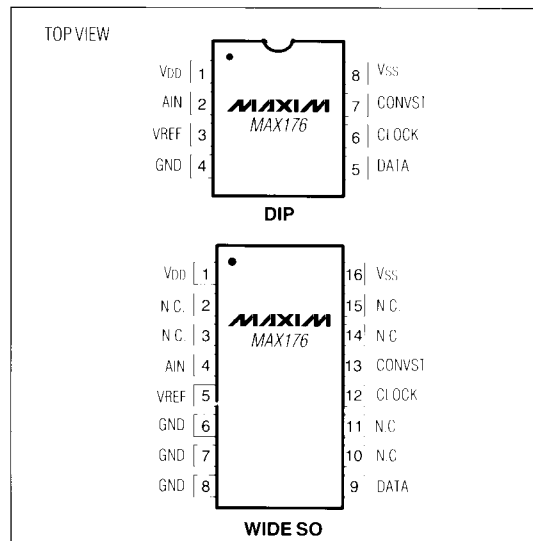 TOP VIEW
VDD 1
AIN 2
VREF 3
GND 4
MAXIM
MAX176
8 VSS
7 CONVST
6 CLOCK
5 DATA
DIP
VDD 1
N.C. 2
N.C. 3
AIN 4
VREF 5
GND 6
GND 7
GND 8
MAXIM
MAX176
16 VSS
15 N.C.
14 N.C
13 CONVST
12 CLOCK
11 N.C
10 N.C
9 DATA
WIDE SO